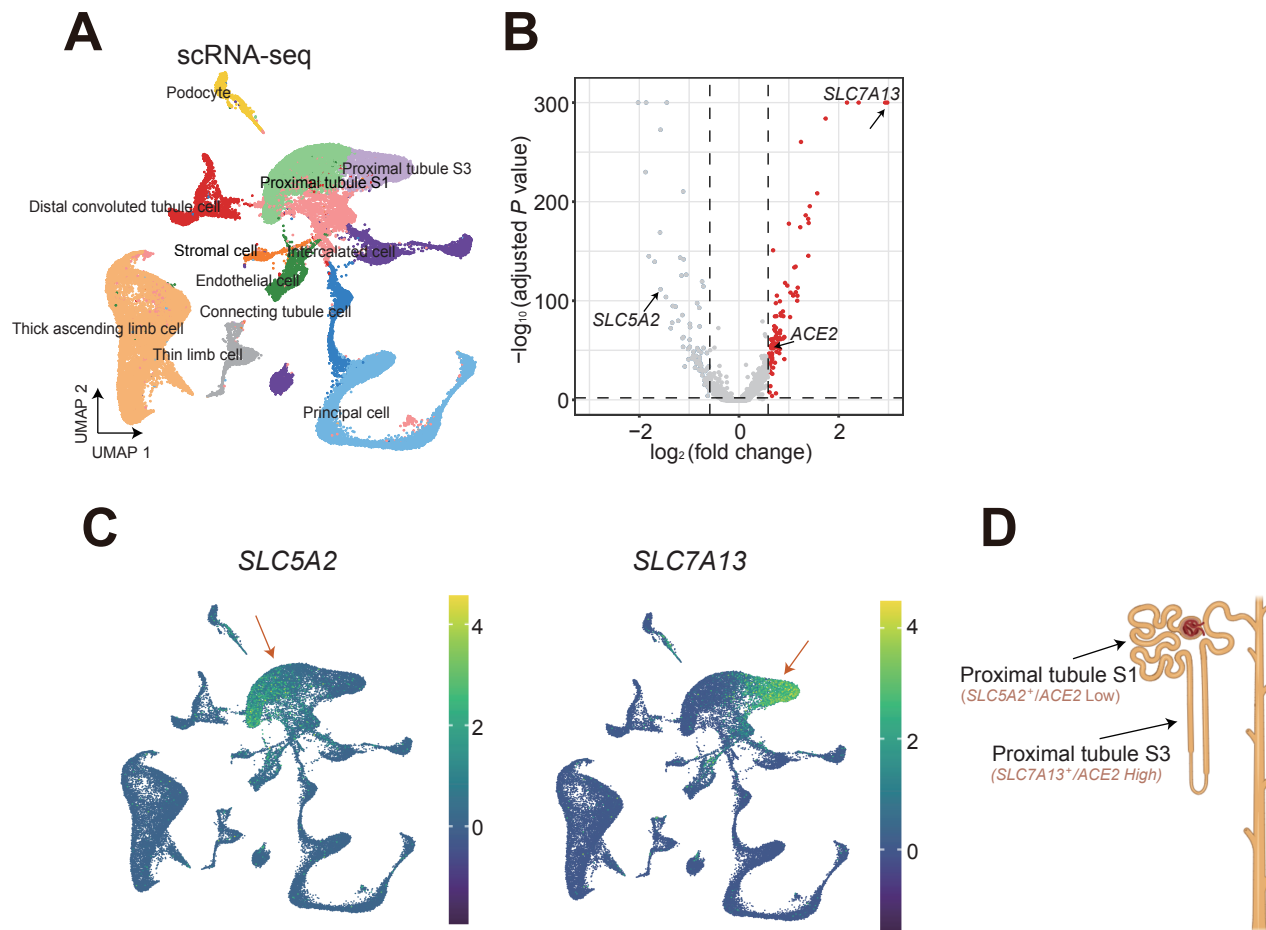 A
scRNA-seq
Podocyte
Proximal tubule S3
Proximal tubule S1
Distal convoluted tubule cell
Stromal cell
Intercalated cell
Endothelial cell
Connecting tubule cell
Thick ascending limb cell
Thin limb cell
Principal cell
UMAP 2
UMAP 1
B
300
200
100
0
−log₁₀ (adjusted P value)
SLC7A13
SLC5A2
ACE2
−2
0
2
log₂ (fold change)
C
SLC5A2
4
2
0
SLC7A13
4
2
0
D
Proximal tubule S1
(SLC5A2⁺/ACE2 Low)
Proximal tubule S3
(SLC7A13⁺/ACE2 High)